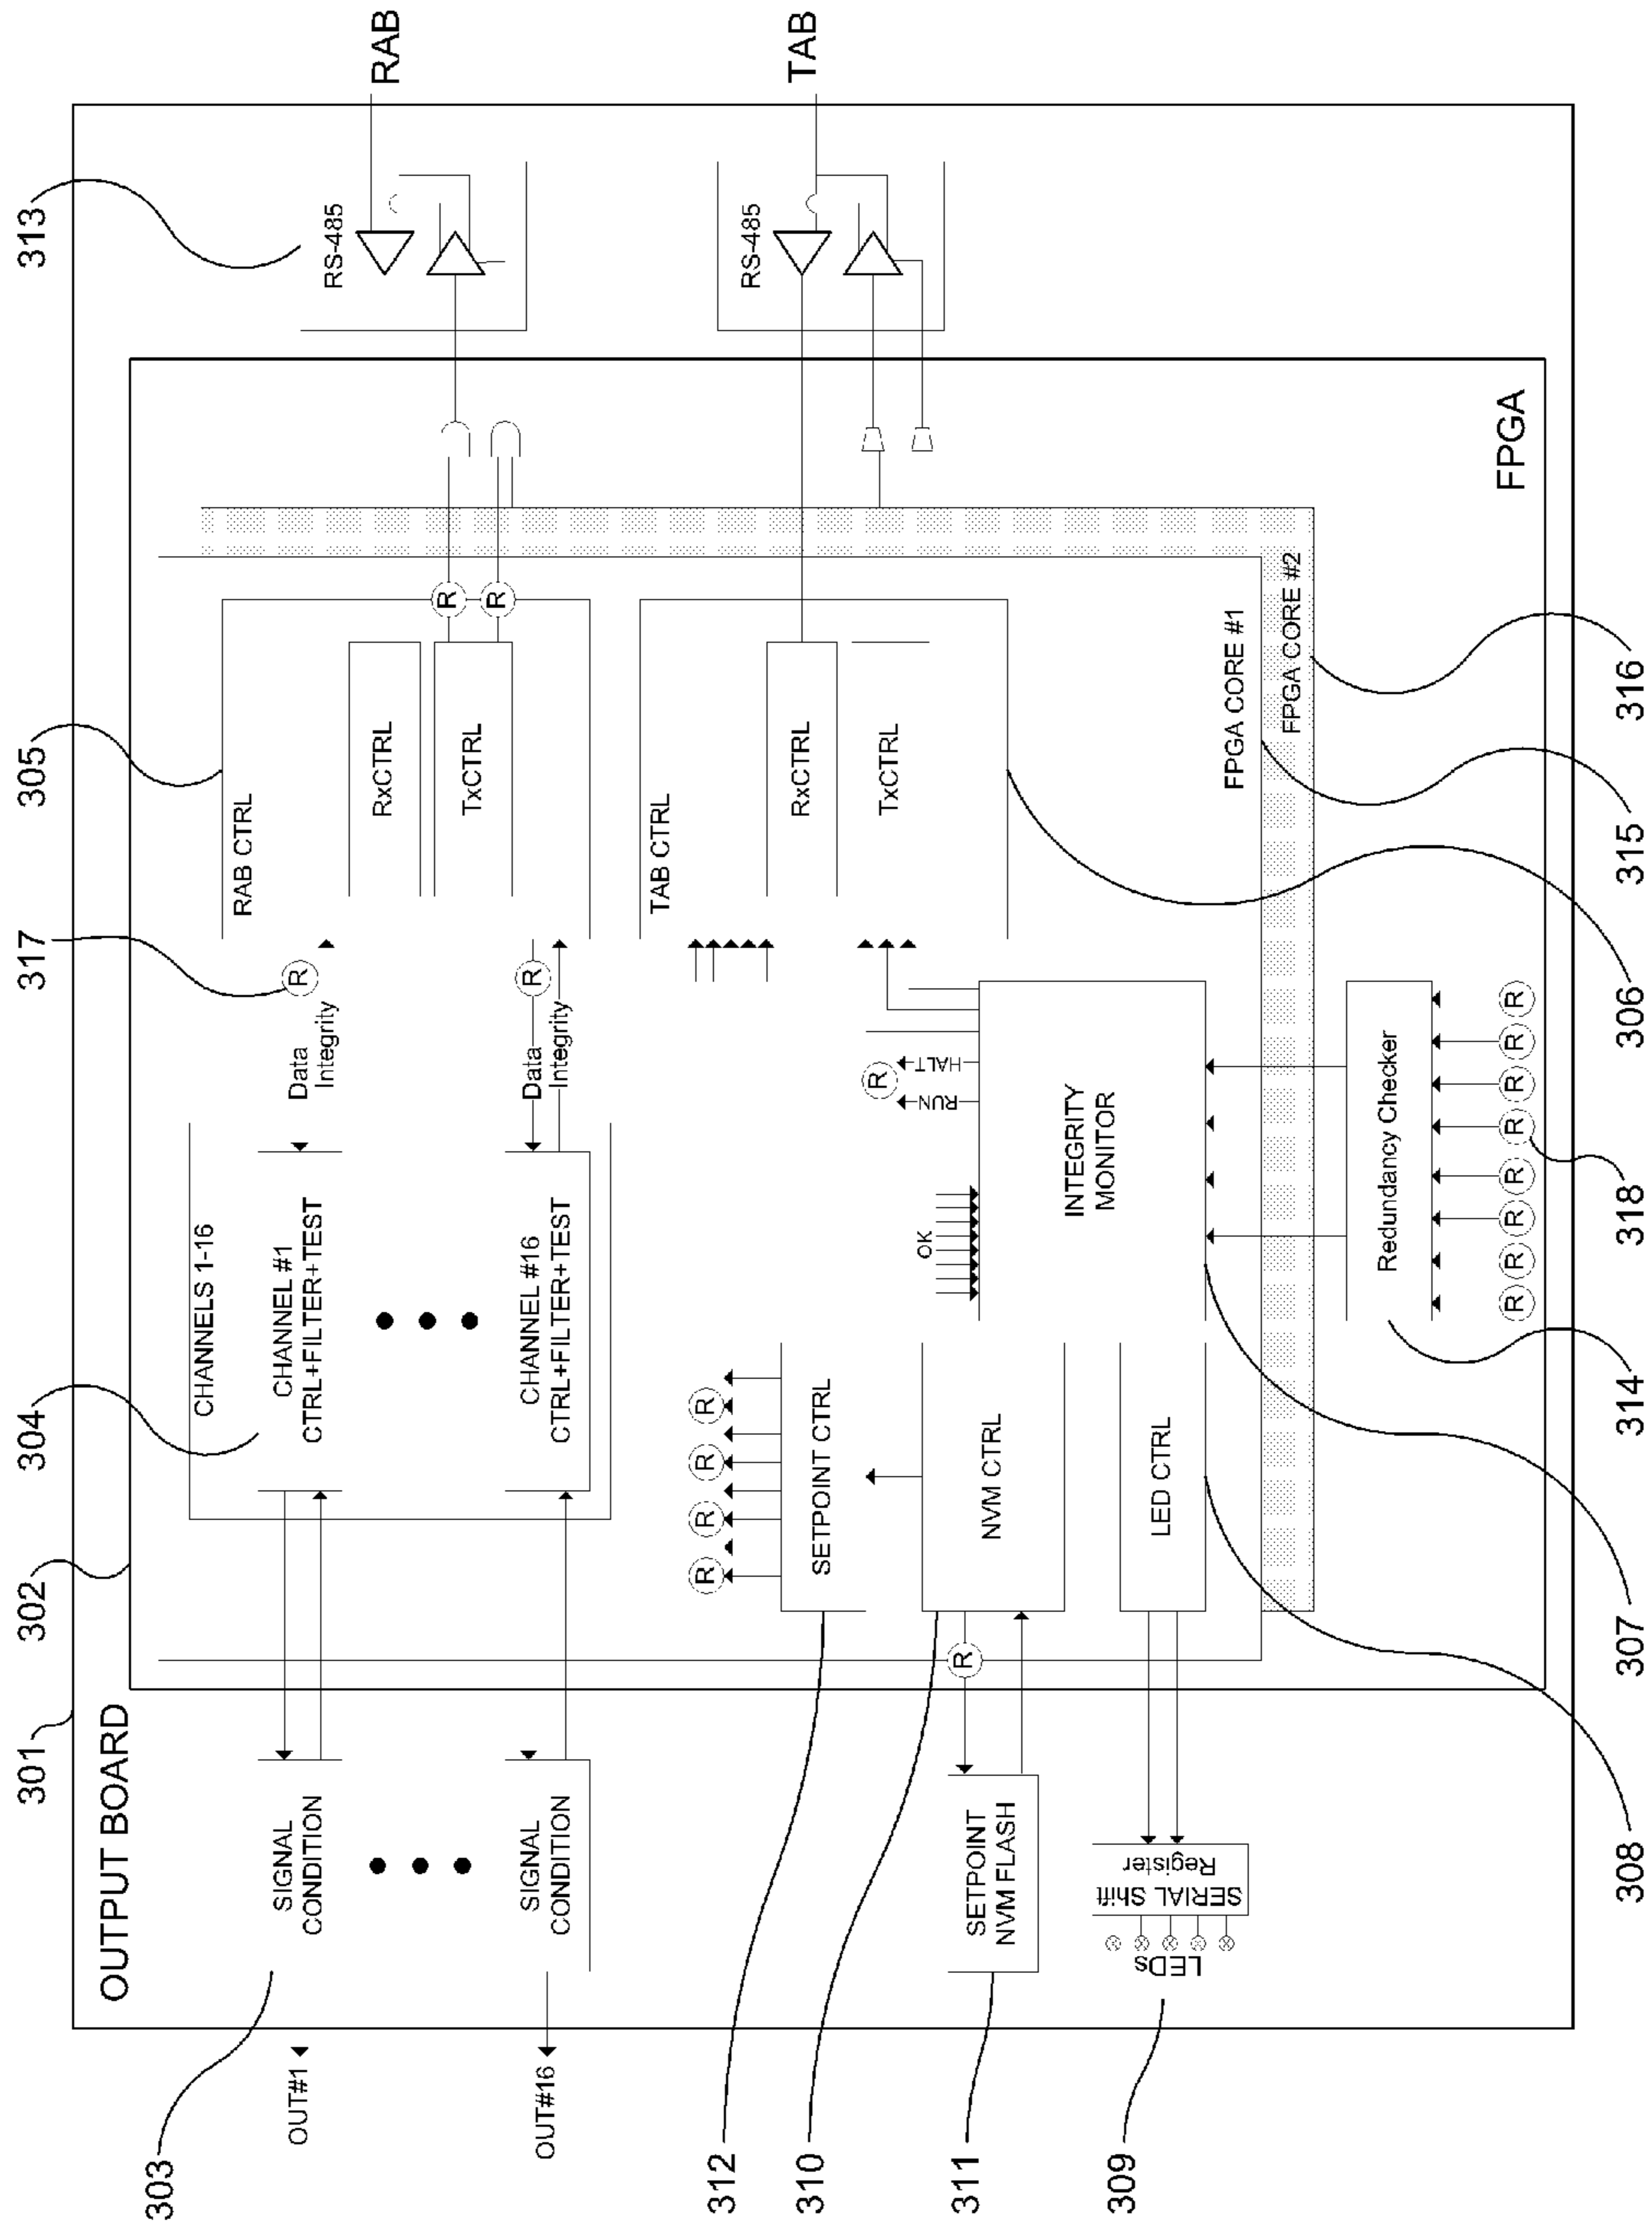 OUTPUT BOARD
301
302
303
304
305
313
317
OUT#1
OUT#16
SIGNAL
CONDITION
SIGNAL
CONDITION
CHANNELS 1-16
CHANNEL #1
CTRL+FILTER+TEST
CHANNEL #16
CTRL+FILTER+TEST
Data
Integrity
R
Data
Integrity
R
RAB CTRL
RxCTRL
TxCTRL
R
R
RS-485
RAB
TAB CTRL
RxCTRL
TxCTRL
RS-485
TAB
R
R
R
R
SETPOINT CTRL
NVM CTRL
R
SETPOINT
NVM FLASH
LED CTRL
SERIAL Shift
Register
LEDs
OK
RUN
HALT
R
INTEGRITY
MONITOR
FPGA CORE #1
FPGA CORE #2
Redundancy Checker
R
R
R
R
R
R
R
R
FPGA
312
310
311
309
308
307
314
318
306
315
316